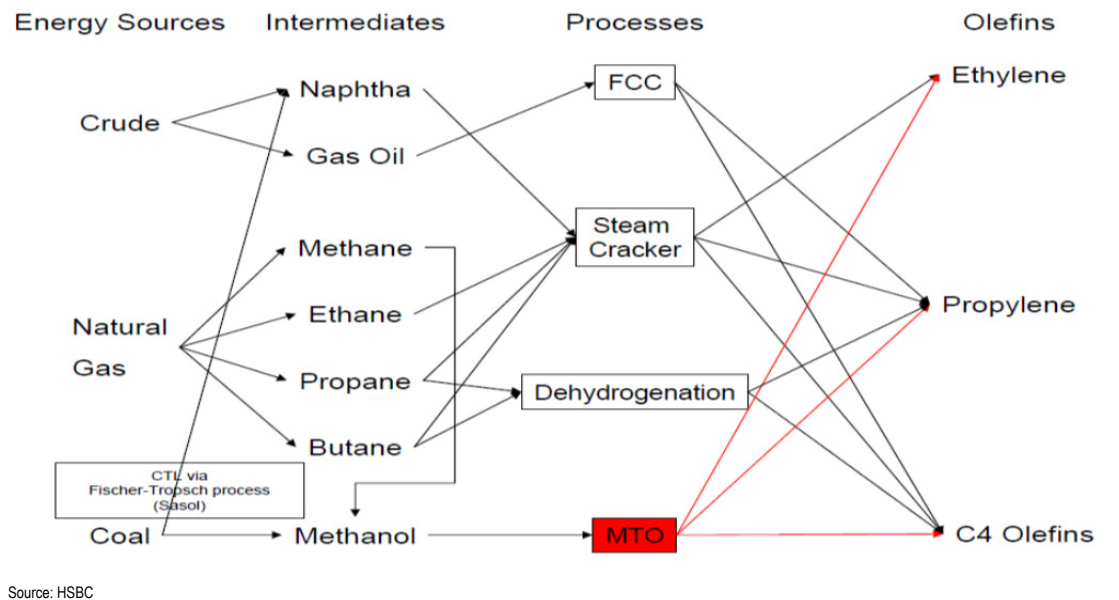 Energy Sources
Intermediates
Processes
Olefins
Crude
Naphtha
Gas Oil
FCC
Ethylene
Natural
Gas
Methane
Ethane
Propane
Butane
Steam
Cracker
Dehydrogenation
Propylene
CTL via
Fischer-Tropsch process
(Sasol)
Coal
Methanol
MTO
C4 Olefins
Source: HSBC